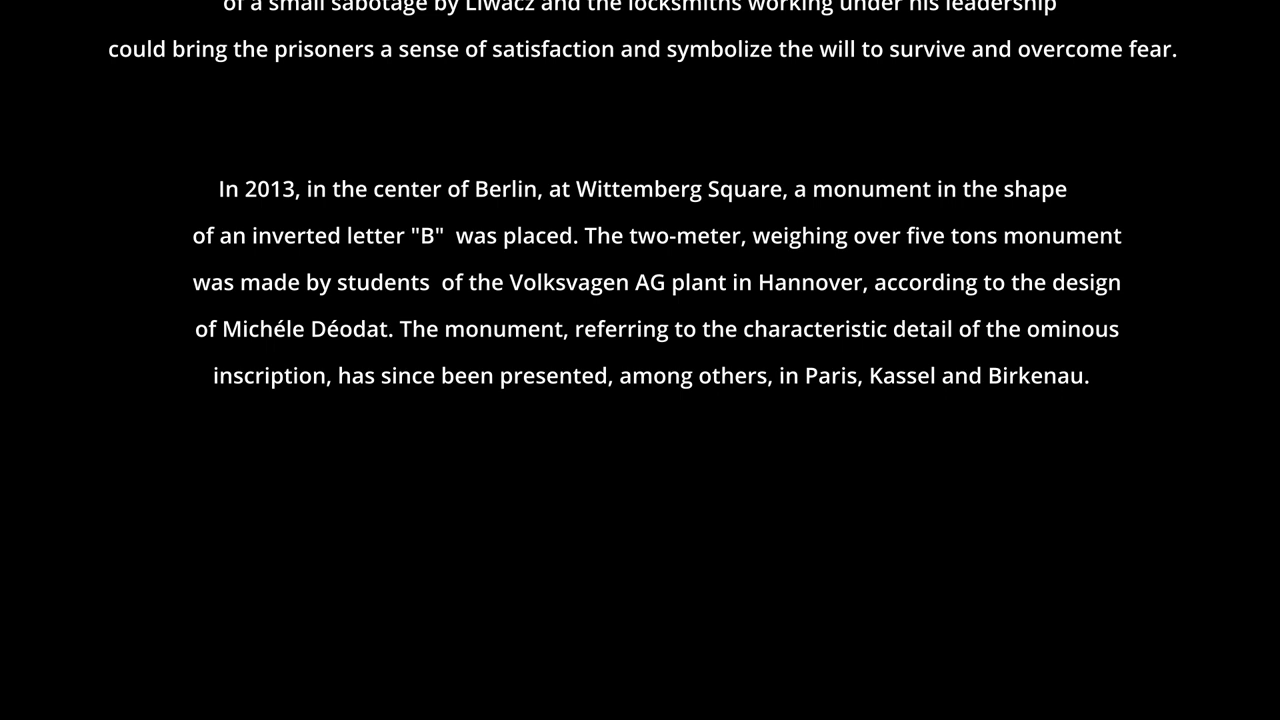 of a small sabotage by Liwacz and the locksmiths working under his leadership
could bring the prisoners a sense of satisfaction and symbolize the will to survive and overcome fear.
In 2013, in the center of Berlin, at Wittemberg Square, a monument in the shape
of an inverted letter "B"  was placed. The two-meter, weighing over five tons monument
was made by students  of the Volksvagen AG plant in Hannover, according to the design
of Michéle Déodat. The monument, referring to the characteristic detail of the ominous
inscription, has since been presented, among others, in Paris, Kassel and Birkenau.